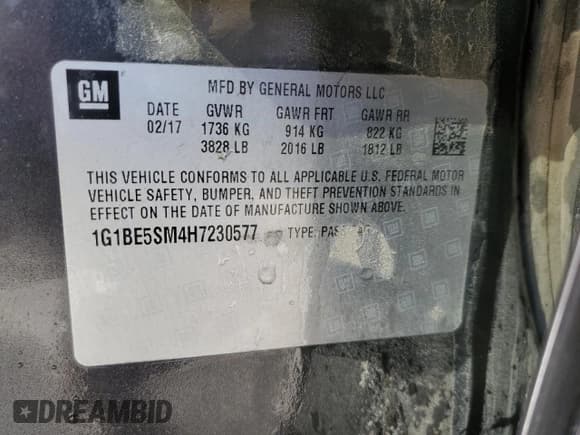 GM
MFD BY GENERAL MOTORS LLC
DATE GVWR GAWR FRT GAWR RR
02/17 1736 KG 914 KG 822 KG
3828 LB 2016 LB 1812 LB
THIS VEHICLE CONFORMS TO ALL APPLICABLE U.S. FEDERAL MOTOR
VEHICLE SAFETY, BUMPER, AND THEFT PREVENTION STANDARDS IN
EFFECT ON THE DATE OF MANUFACTURE SHOWN ABOVE.
1G1BE5SM4H7230577 TYPE: PASS
DREAMBID